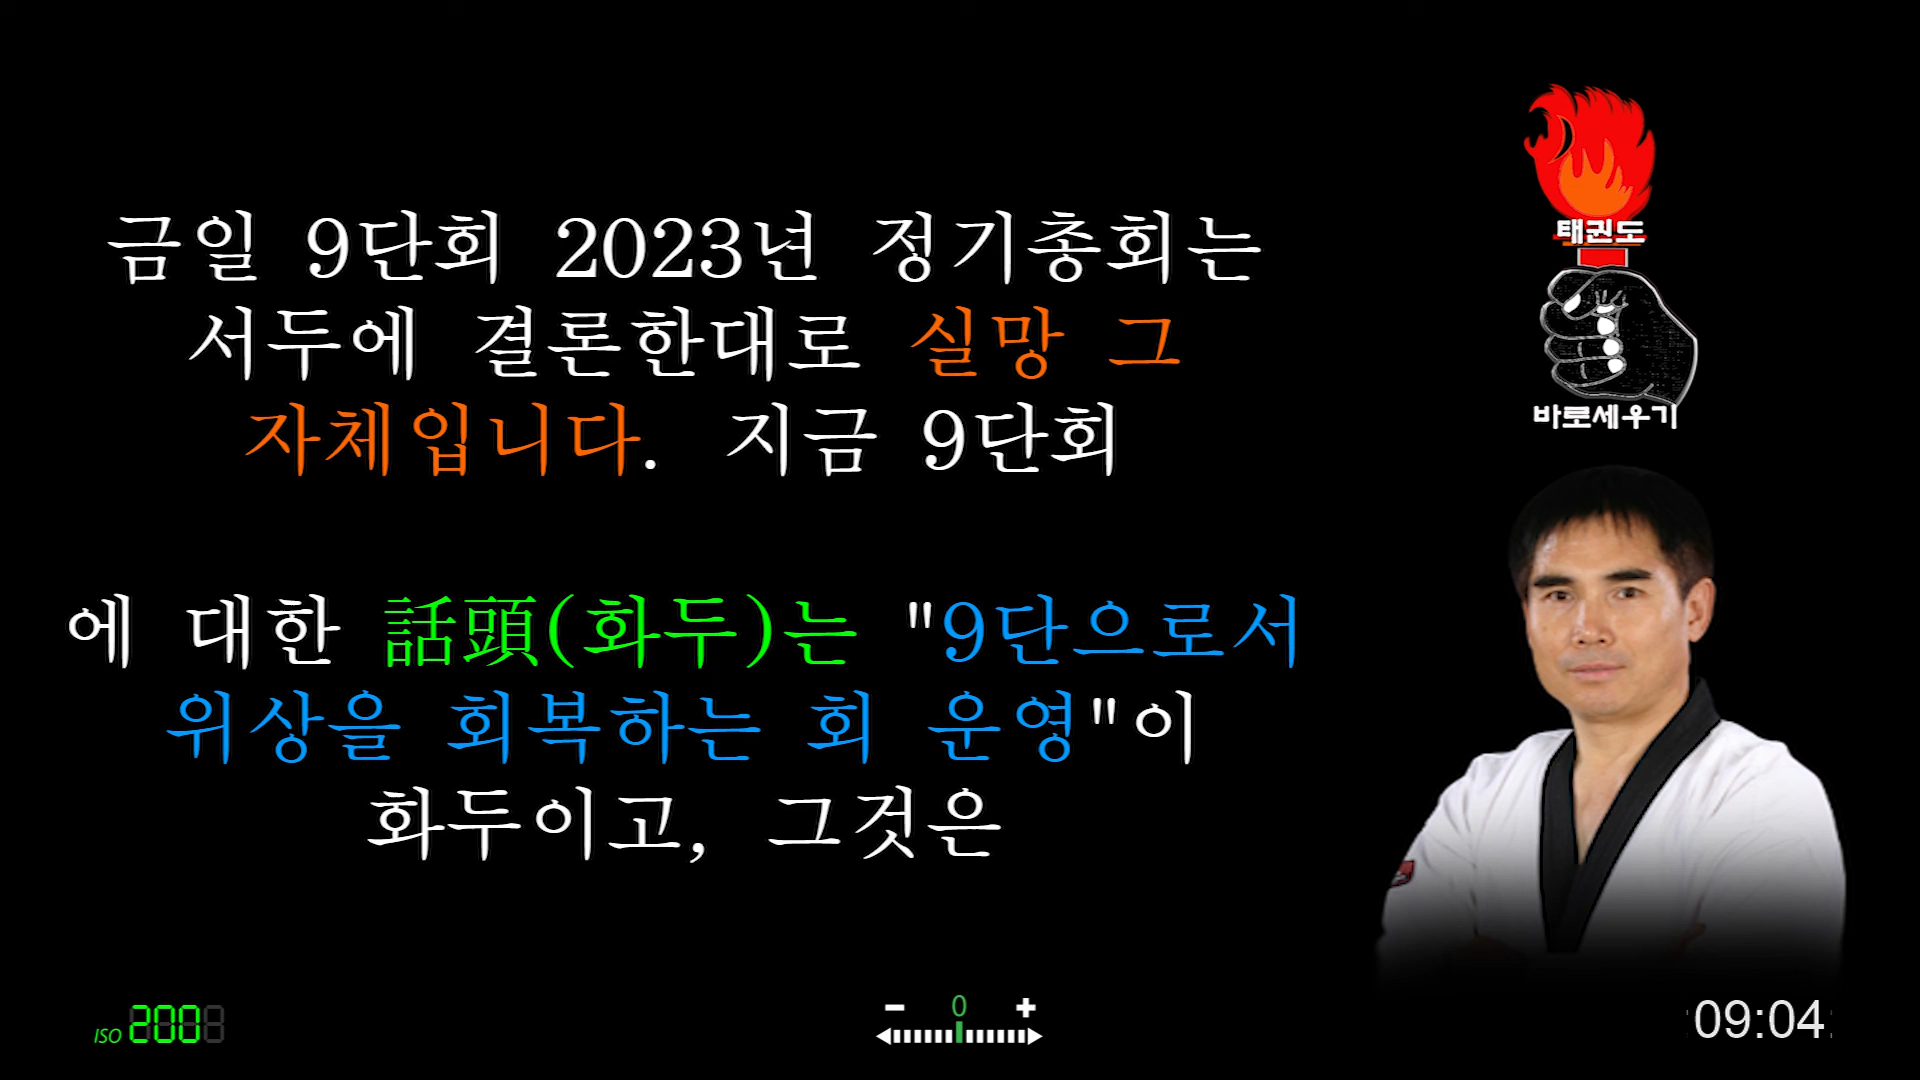 금일 9단회 2023년 정기총회는
서두에 결론한대로 실망 그
자체입니다. 지금 9단회
에 대한 話頭(화두)는 "9단으로서
위상을 회복하는 회 운영"이
화두이고, 그것은
태권도
바로세우기
ISO 200
- 0 +
09:04